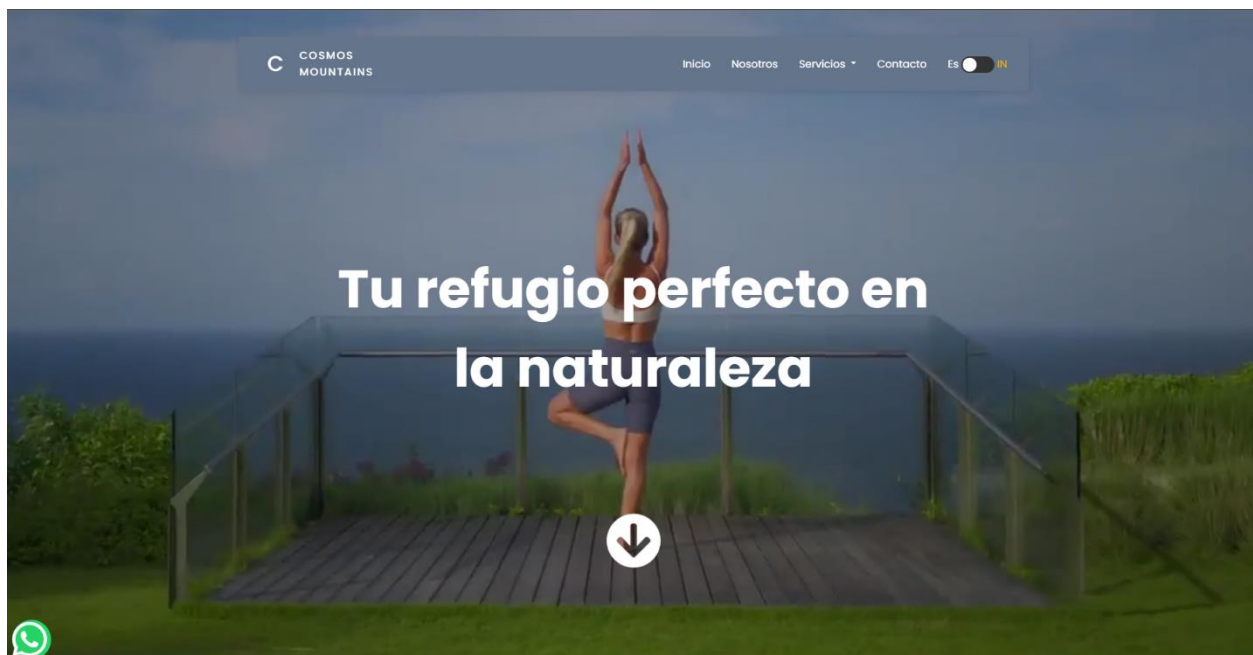 C
COSMOS
MOUNTAINS
Inicio Nosotros Servicios Contacto Es IN
Tu refugio perfecto en
la naturaleza